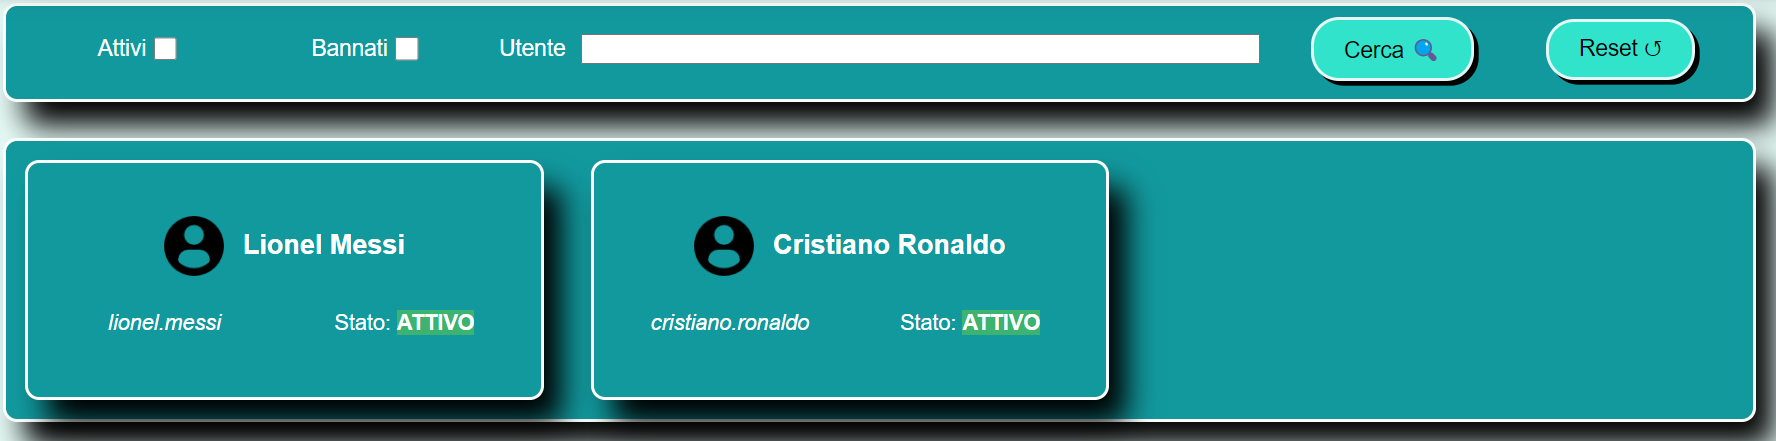 Attivi Bannati Utente Cerca 🔍 Reset ↺
Lionel Messi
lionel.messi Stato: ATTIVO
Cristiano Ronaldo
cristiano.ronaldo Stato: ATTIVO